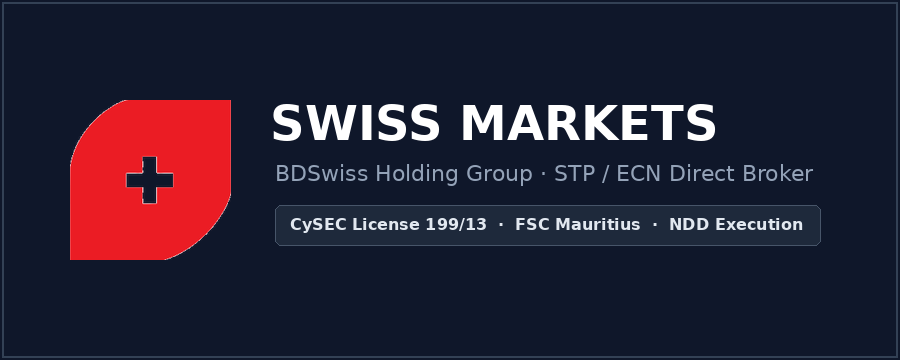 SWISS MARKETS
BDSwiss Holding Group · STP / ECN Direct Broker
CySEC License 199/13 · FSC Mauritius · NDD Execution